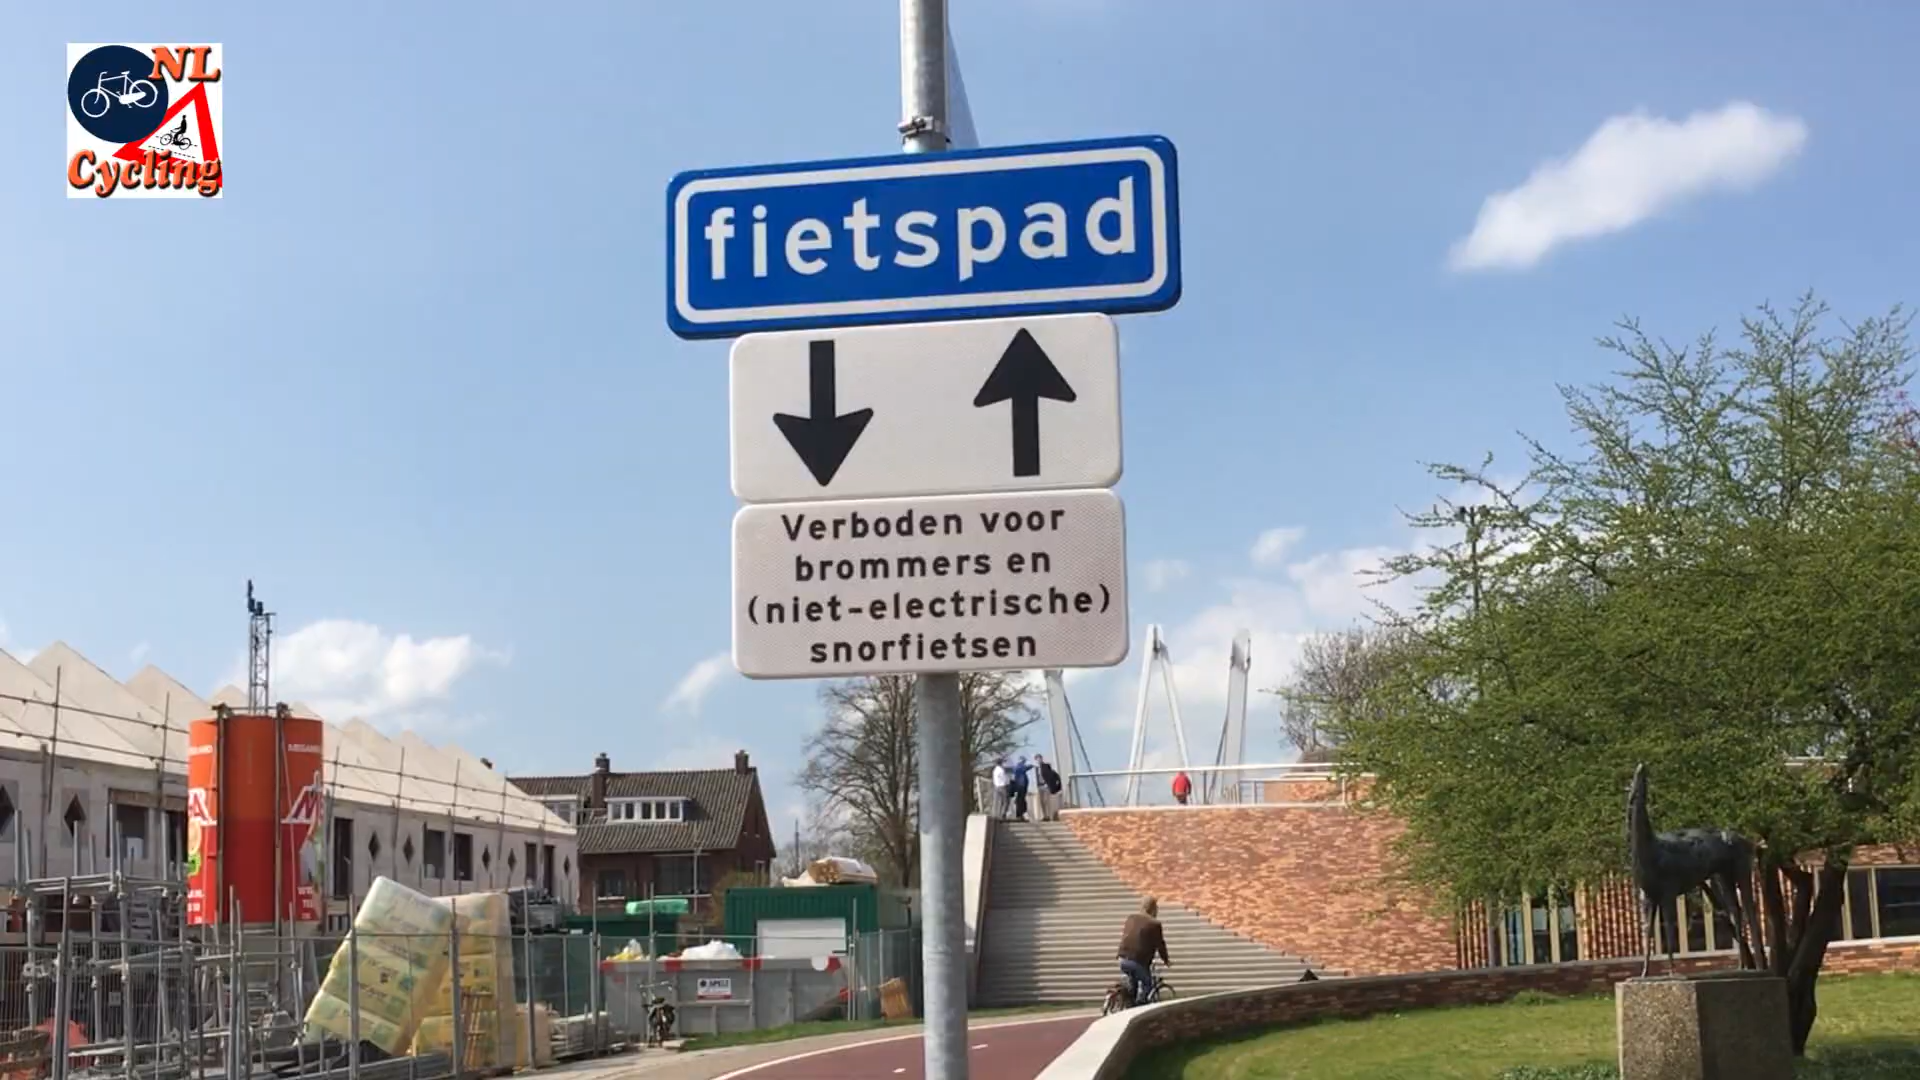 NL
Cycling
fietspad
Verboden voor
brommers en
(niet-electrische)
snorfietsen